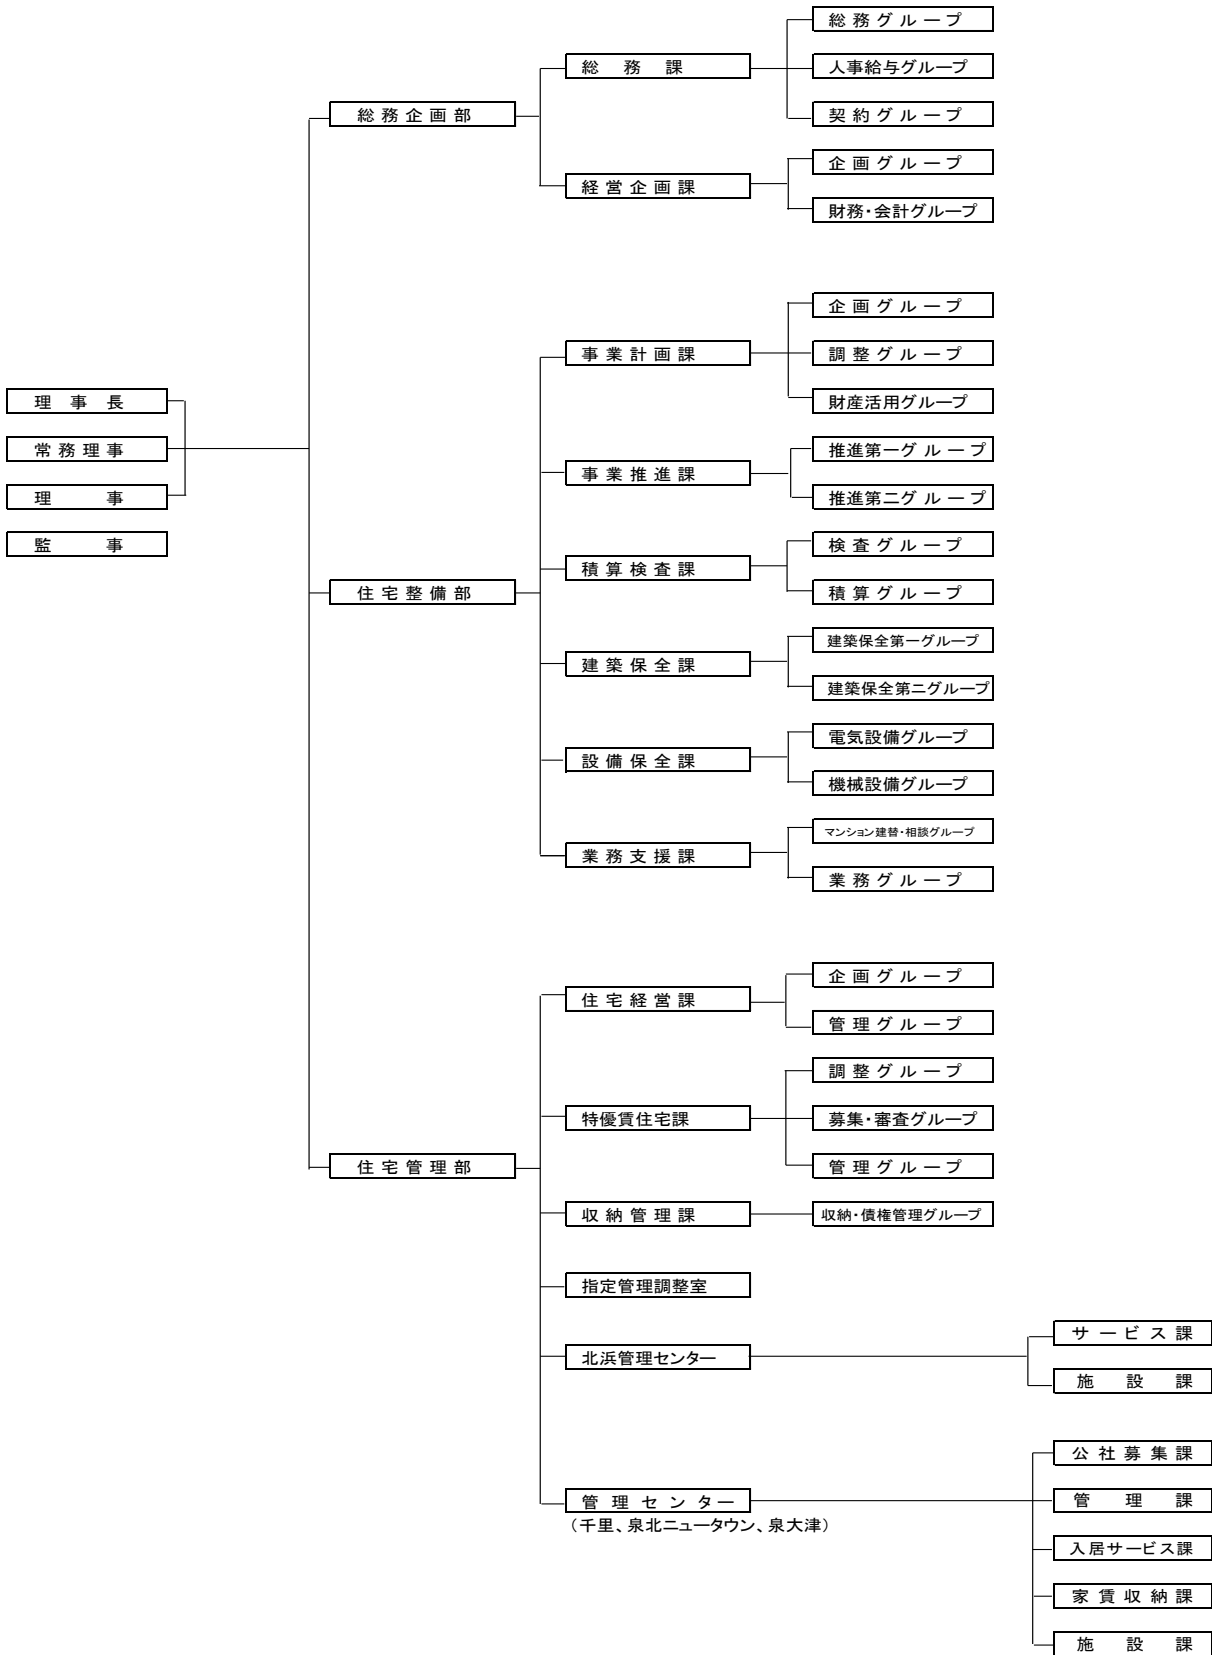 理事長
常務理事
理事
監事
総務企画部
総務課
総務グループ
人事給与グループ
契約グループ
経営企画課
企画グループ
財務・会計グループ
住宅整備部
事業計画課
企画グループ
調整グループ
財産活用グループ
事業推進課
推進第一グループ
推進第二グループ
積算検査課
検査グループ
積算グループ
建築保全課
建築保全第一グループ
建築保全第二グループ
設備保全課
電気設備グループ
機械設備グループ
業務支援課
マンション建替・相談グループ
業務グループ
住宅管理部
住宅経営課
企画グループ
管理グループ
特優賃住宅課
調整グループ
募集・審査グループ
管理グループ
収納管理課
収納・債権管理グループ
指定管理調整室
北浜管理センター
サービス課
施設課
管理センター
（千里、泉北ニュータウン、泉大津）
公社募集課
管理課
入居サービス課
家賃収納課
施設課